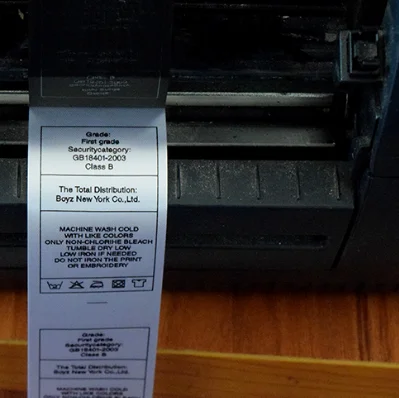 Grade:
First grade
Securitycategory:
GB18401-2003
Class B
The Total Distribution:
Boyz New York Co.,Ltd.
MACHINE WASH COLD
WITH LIKE COLORS
ONLY NON-CHLORIHE BLEACH
TUMBLE DRY LOW
LOW IRON IF NEEDED
DO NOT IRON THE PRINT
OR EMBROIDERY
Grade:
First grade
Securitycategory:
GB18401-2003
Class B
The Total Distribution:
Boyz New York Co.,Ltd.
MACHINE WASH COLD
WITH LIKE COLORS